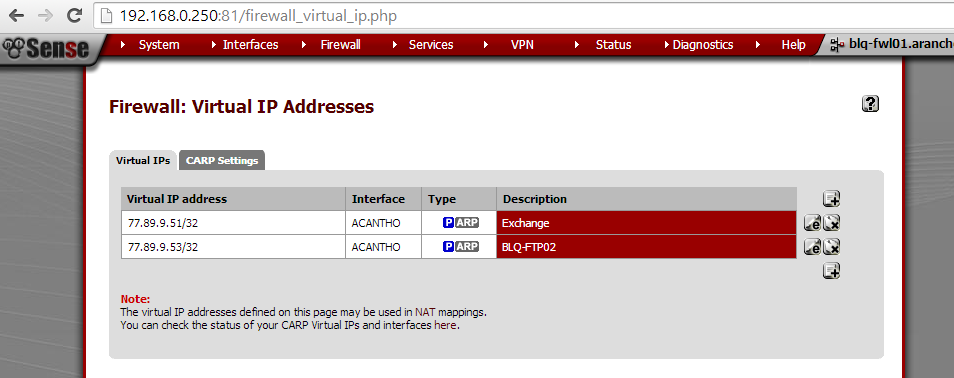 192.168.0.250:81/firewall_virtual_ip.php
Sense System Interfaces Firewall Services VPN Status Diagnostics Help blq-fwl01.aranch
Firewall: Virtual IP Addresses
Virtual IPs CARP Settings
Virtual IP address Interface Type Description
77.89.9.51/32 ACANTHO P ARP Exchange
77.89.9.53/32 ACANTHO P ARP BLQ-FTP02
Note:
The virtual IP addresses defined on this page may be used in NAT mappings.
You can check the status of your CARP Virtual IPs and interfaces here.